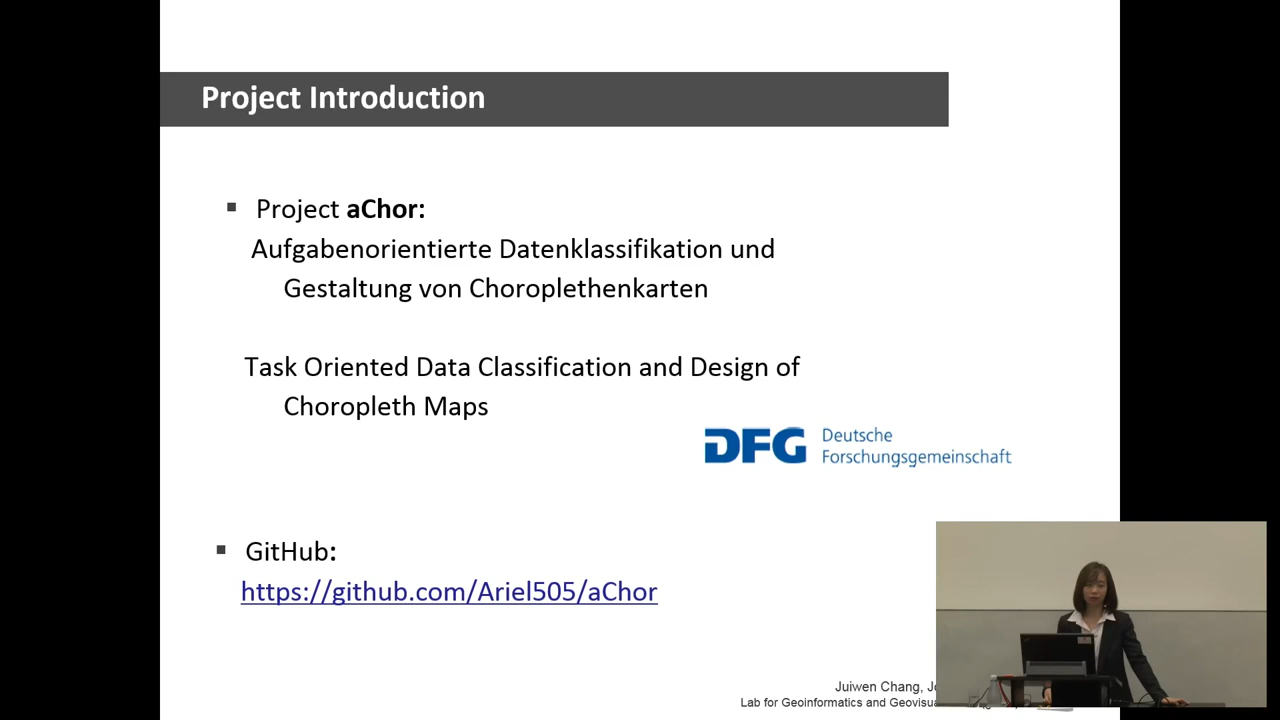 Project Introduction
Project aChor:
Aufgabenorientierte Datenklassifikation und
Gestaltung von Choroplethenkarten
Task Oriented Data Classification and Design of
Choropleth Maps
DFG Deutsche
Forschungsgemeinschaft
GitHub:
https://github.com/Ariel505/aChor
Juiwen Chang,
Lab for Geoinformatics and